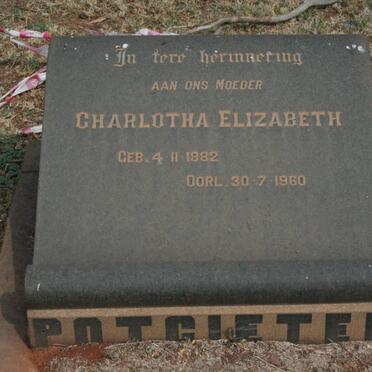 In tere herinnering
AAN ONS MOEDER
CHARLOTHA ELIZABETH
GEB. 4 11 1882
OORL. 30-7-1960
POTGIETER